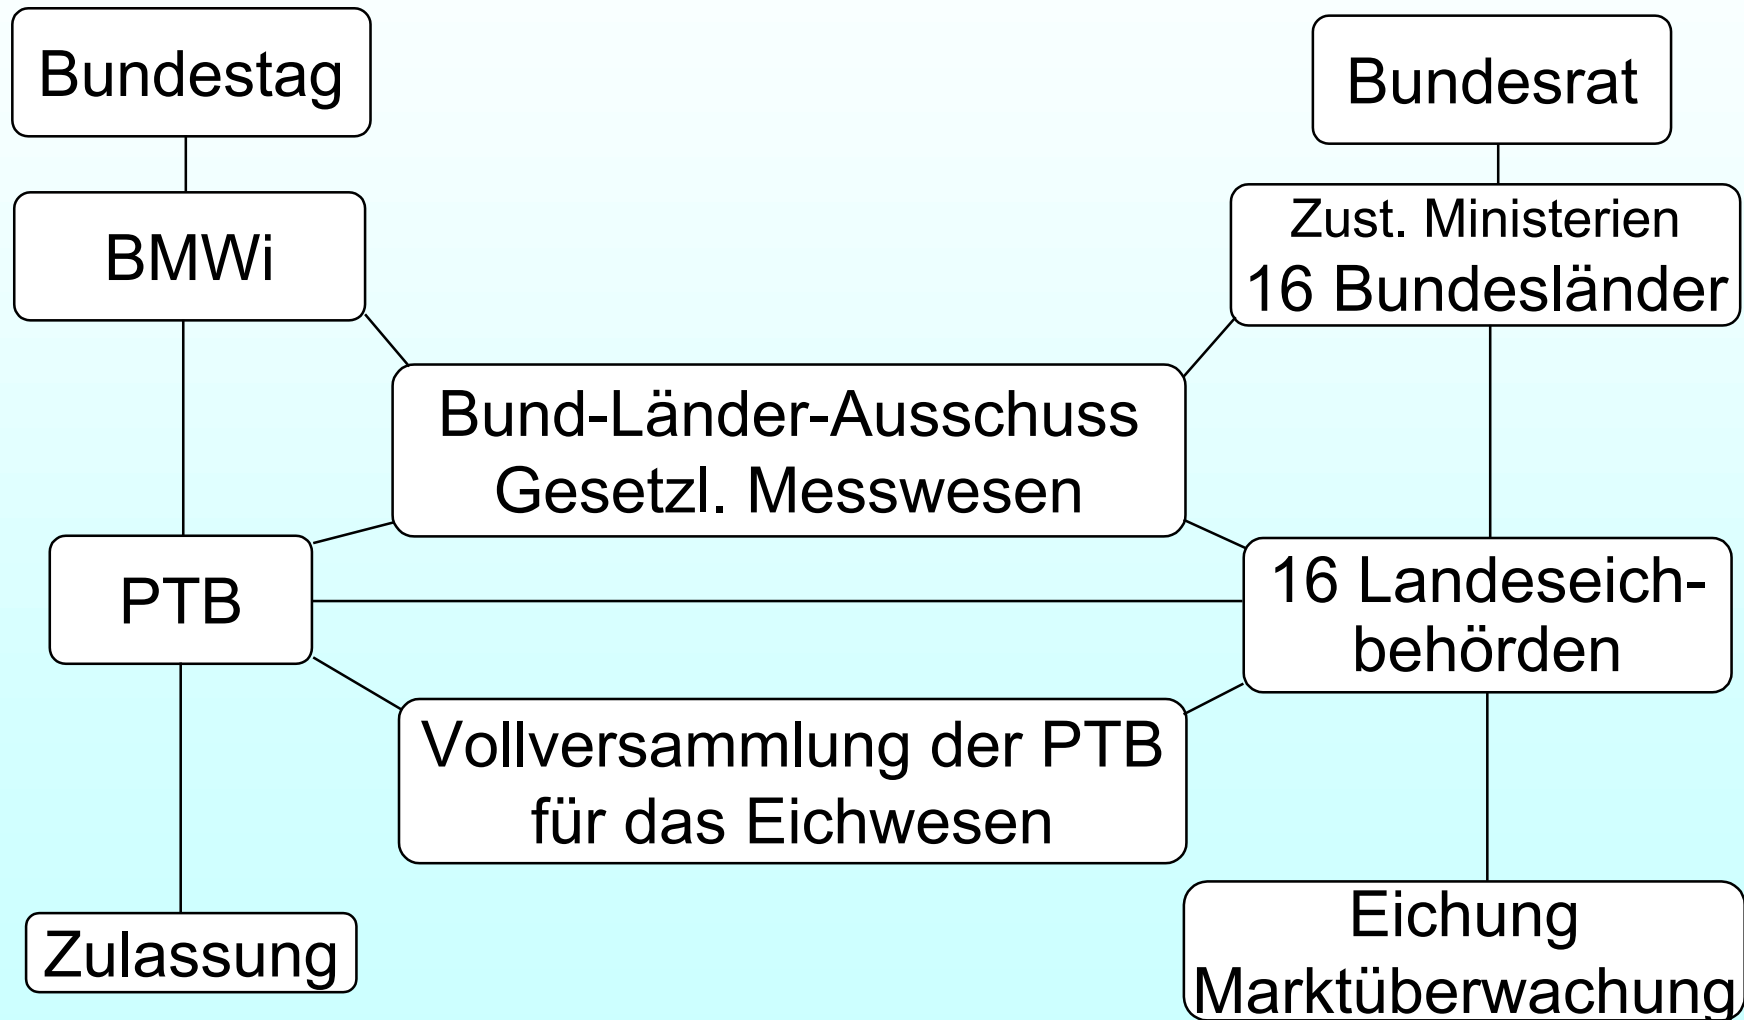 Bundestag
Bundesrat
BMWi
Zust. Ministerien
16 Bundesländer
Bund-Länder-Ausschuss
Gesetzl. Messwesen
PTB
16 Landeseich-
behörden
Vollversammlung der PTB
für das Eichwesen
Zulassung
Eichung
Marktüberwachung